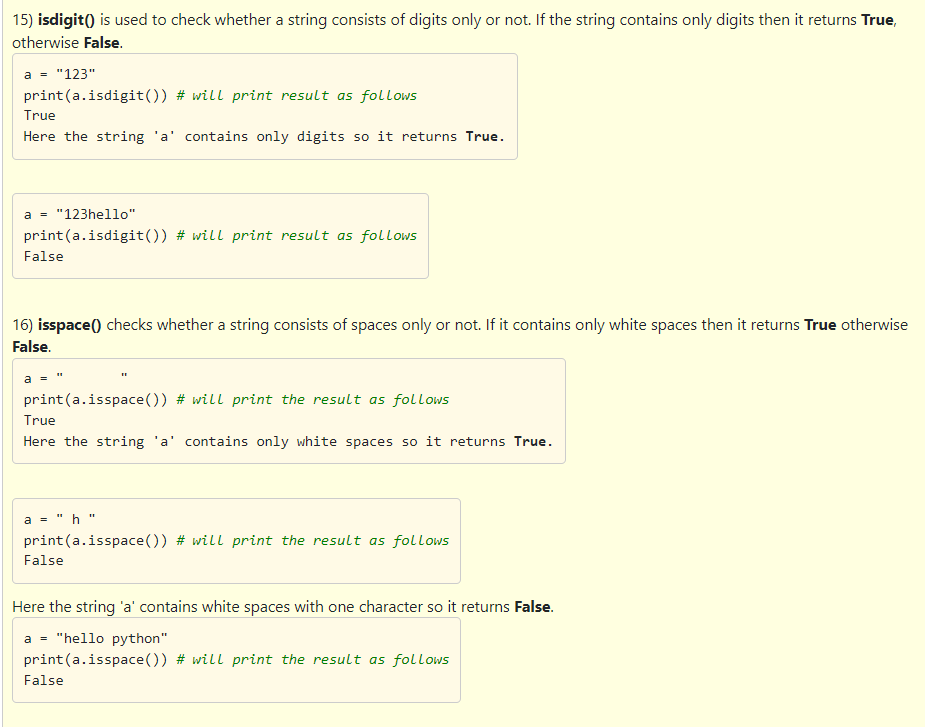 15) isdigit() is used to check whether a string consists of digits only or not. If the string contains only digits then it returns True,
otherwise False.
a = "123"
print(a.isdigit()) # will print result as follows
True
Here the string 'a' contains only digits so it returns True.
a = "123hello"
print(a.isdigit()) # will print result as follows
False
16) isspace() checks whether a string consists of spaces only or not. If it contains only white spaces then it returns True otherwise
False.
a = "       "
print(a.isspace()) # will print the result as follows
True
Here the string 'a' contains only white spaces so it returns True.
a = " h "
print(a.isspace()) # will print the result as follows
False
Here the string 'a' contains white spaces with one character so it returns False.
a = "hello python"
print(a.isspace()) # will print the result as follows
False